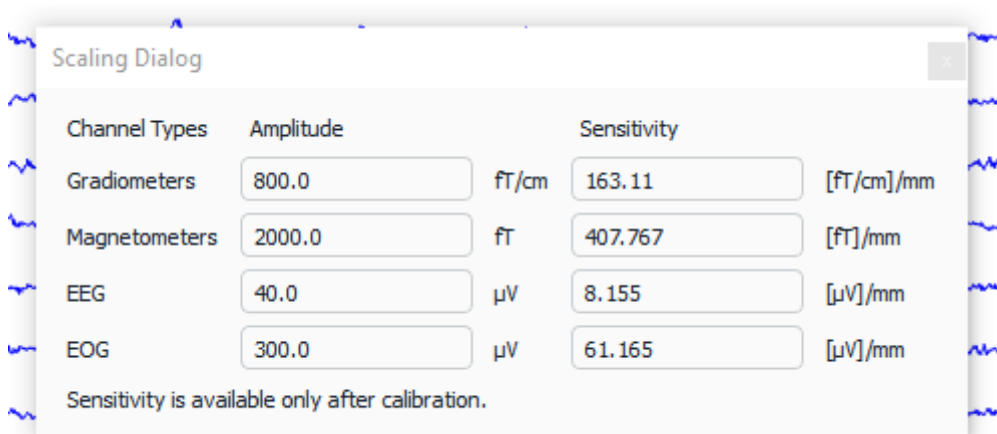 Scaling Dialog
x
Channel Types Amplitude Sensitivity
Gradiometers 800.0 fT/cm 163.11 [fT/cm]/mm
Magnetometers 2000.0 fT 407.767 [fT]/mm
EEG 40.0 µV 8.155 [µV]/mm
EOG 300.0 µV 61.165 [µV]/mm
Sensitivity is available only after calibration.